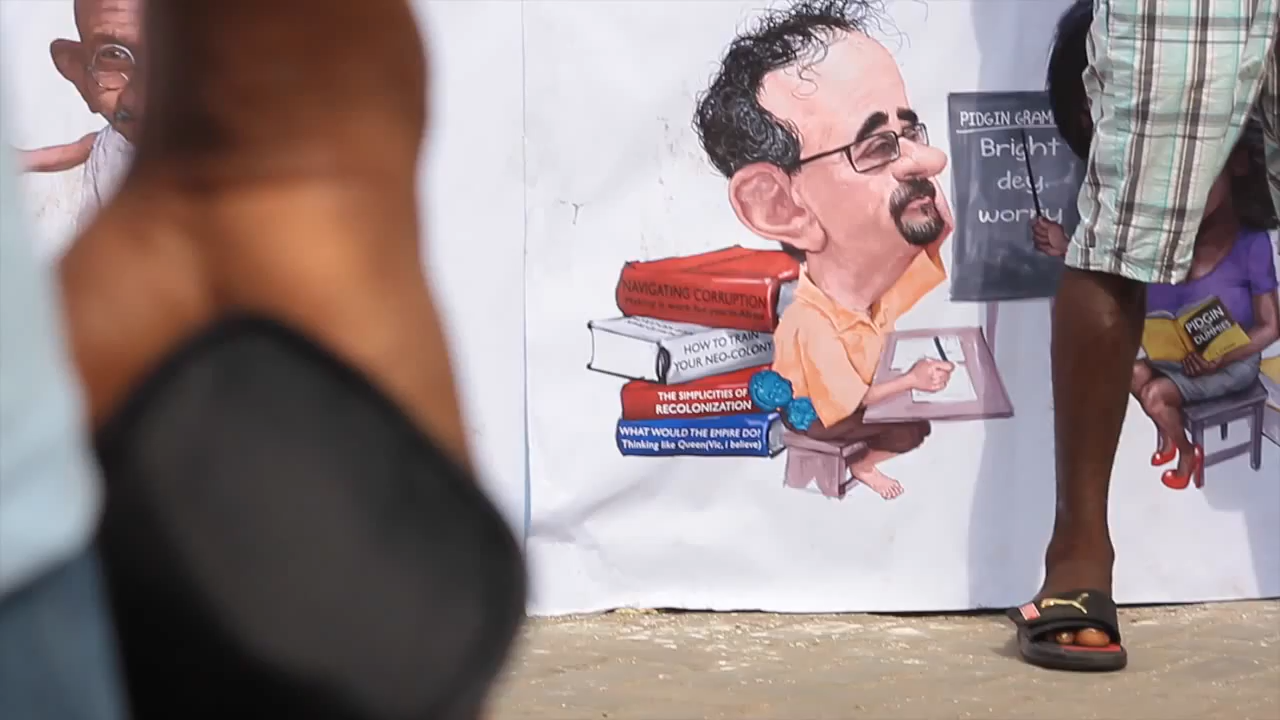 PIDGIN GRAM
Bright
dey
worry
NAVIGATING CORRUPTION
HOW TO TRAIN
YOUR NEO-COLONY
THE SIMPLICITIES OF
RECOLONIZATION
WHAT WOULD THE EMPIRE DO?
Thinking like Queen(Vic, I believe)
PIDGIN
DUMMIES